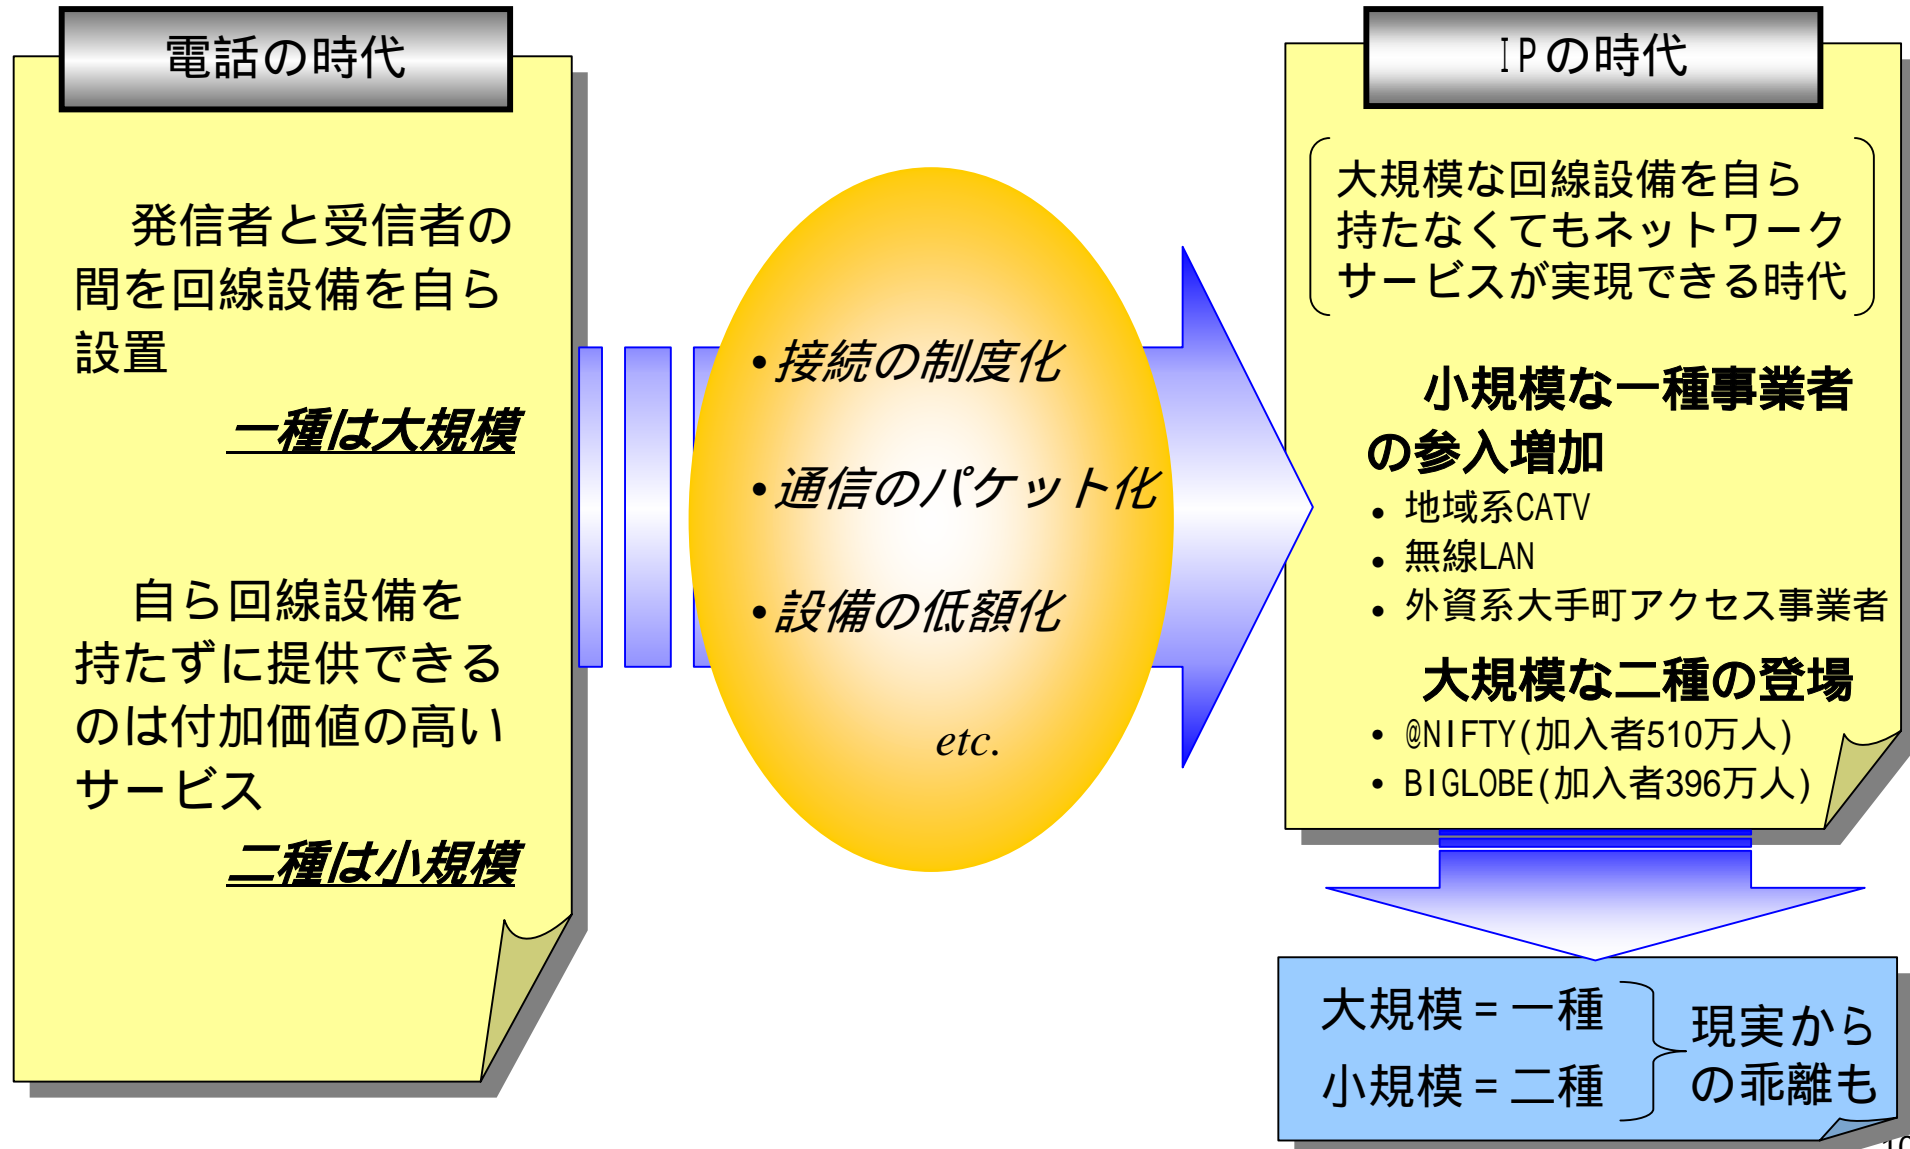 電話の時代
発信者と受信者の
間を回線設備を自ら
設置
一種は大規模
自ら回線設備を
持たずに提供できる
のは付加価値の高い
サービス
二種は小規模
•接続の制度化
•通信のパケット化
•設備の低額化
etc.
IPの時代
大規模な回線設備を自ら
持たなくてもネットワーク
サービスが実現できる時代
小規模な一種事業者
の参入増加
• 地域系CATV
• 無線LAN
• 外資系大手町アクセス事業者
大規模な二種の登場
• @NIFTY(加入者510万人)
• BIGLOBE(加入者396万人)
大規模=一種
小規模=二種
現実から
の乖離も